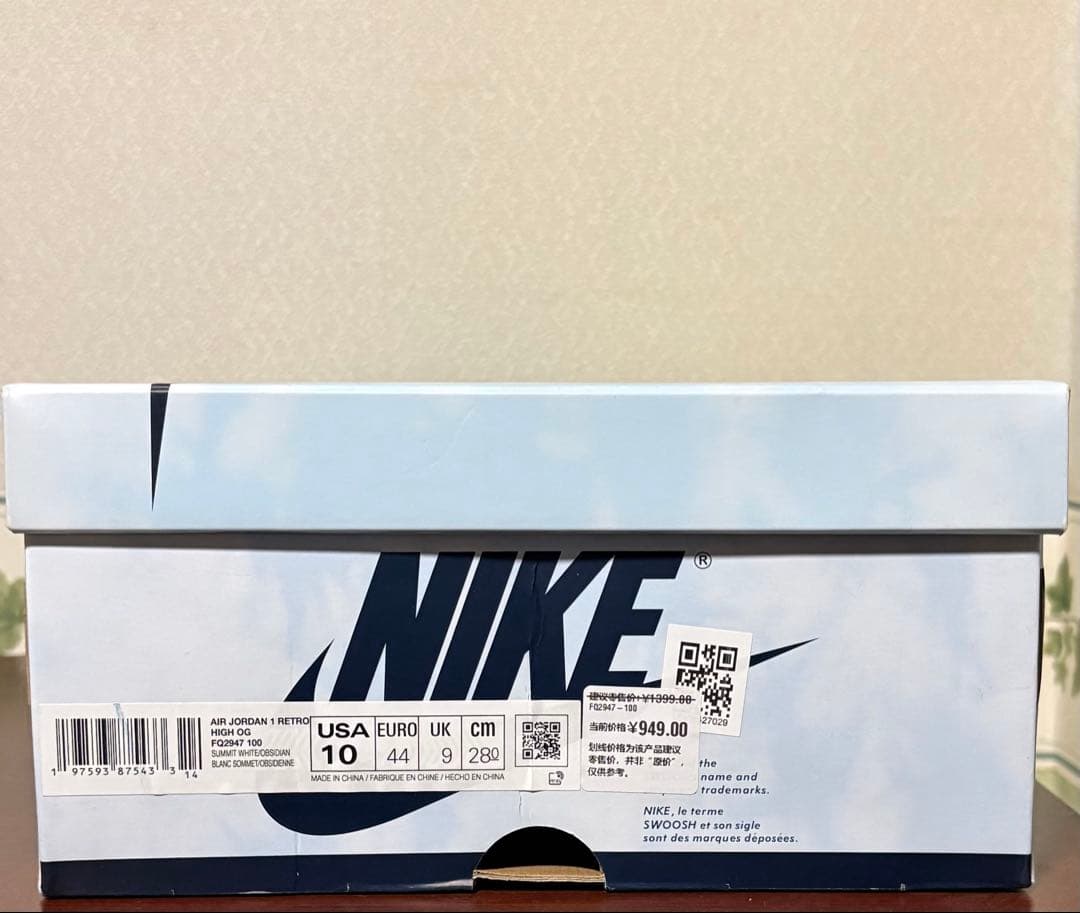 NIKE®
27029
建议零售价:¥1399.00
FQ2947-100
当前价格¥949.00
划线价格为该产品建议
零售价，并非“原价”，
仅供参考。
AIR JORDAN 1 RETRO
HIGH OG
FQ2947 100
SUMMIT WHITE/OBSIDIAN
BLANC SOMMET/OBSIDIENNE
1 97593 87543 3 14
USA EURO UK cm
10 44 9 280
MADE IN CHINA / FABRIQUE EN CHINE / HECHO EN CHINA
the
name and
trademarks.
NIKE, le terme
SWOOSH et son sigle
sont des marques déposées.